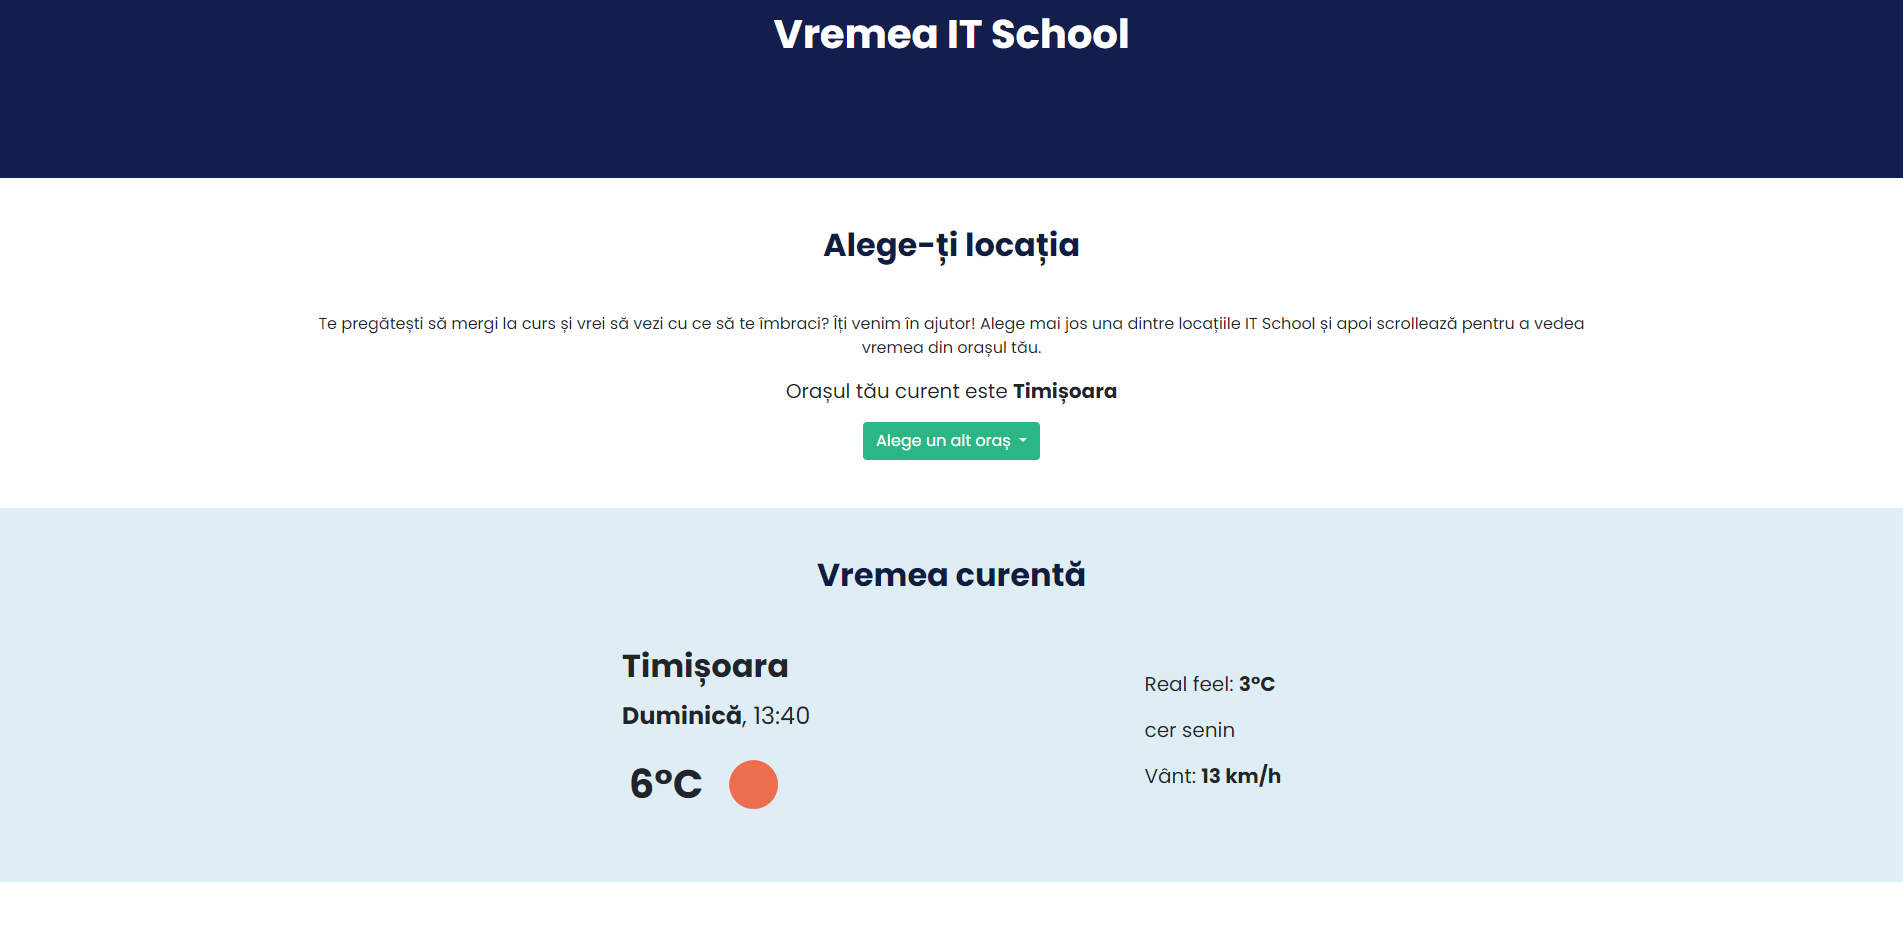 Vremea IT School
Alege-ți locația
Te pregătești să mergi la curs și vrei să vezi cu ce să te îmbraci? Îți venim în ajutor! Alege mai jos una dintre locațiile IT School și apoi scrollează pentru a vedea
vremea din orașul tău.
Orașul tău curent este Timișoara
Alege un alt oraș
Vremea curentă
Timișoara
Duminică, 13:40
6°C
Real feel: 3°C
cer senin
Vânt: 13 km/h